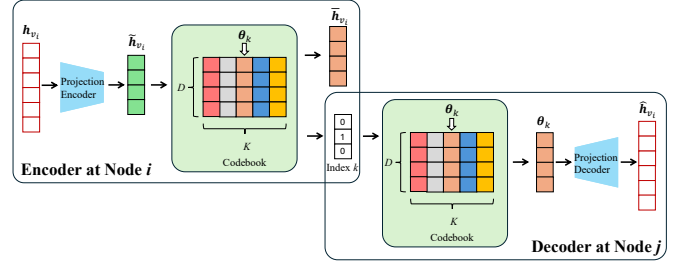 h_{v_i}
Projection
Encoder
h̃_{v_i}
θ_k
D
K
Codebook
h̄_{v_i}
0
1
0
Index k
Encoder at Node i
θ_k
D
K
Codebook
θ_k
Projection
Decoder
ĥ_{v_i}
Decoder at Node j